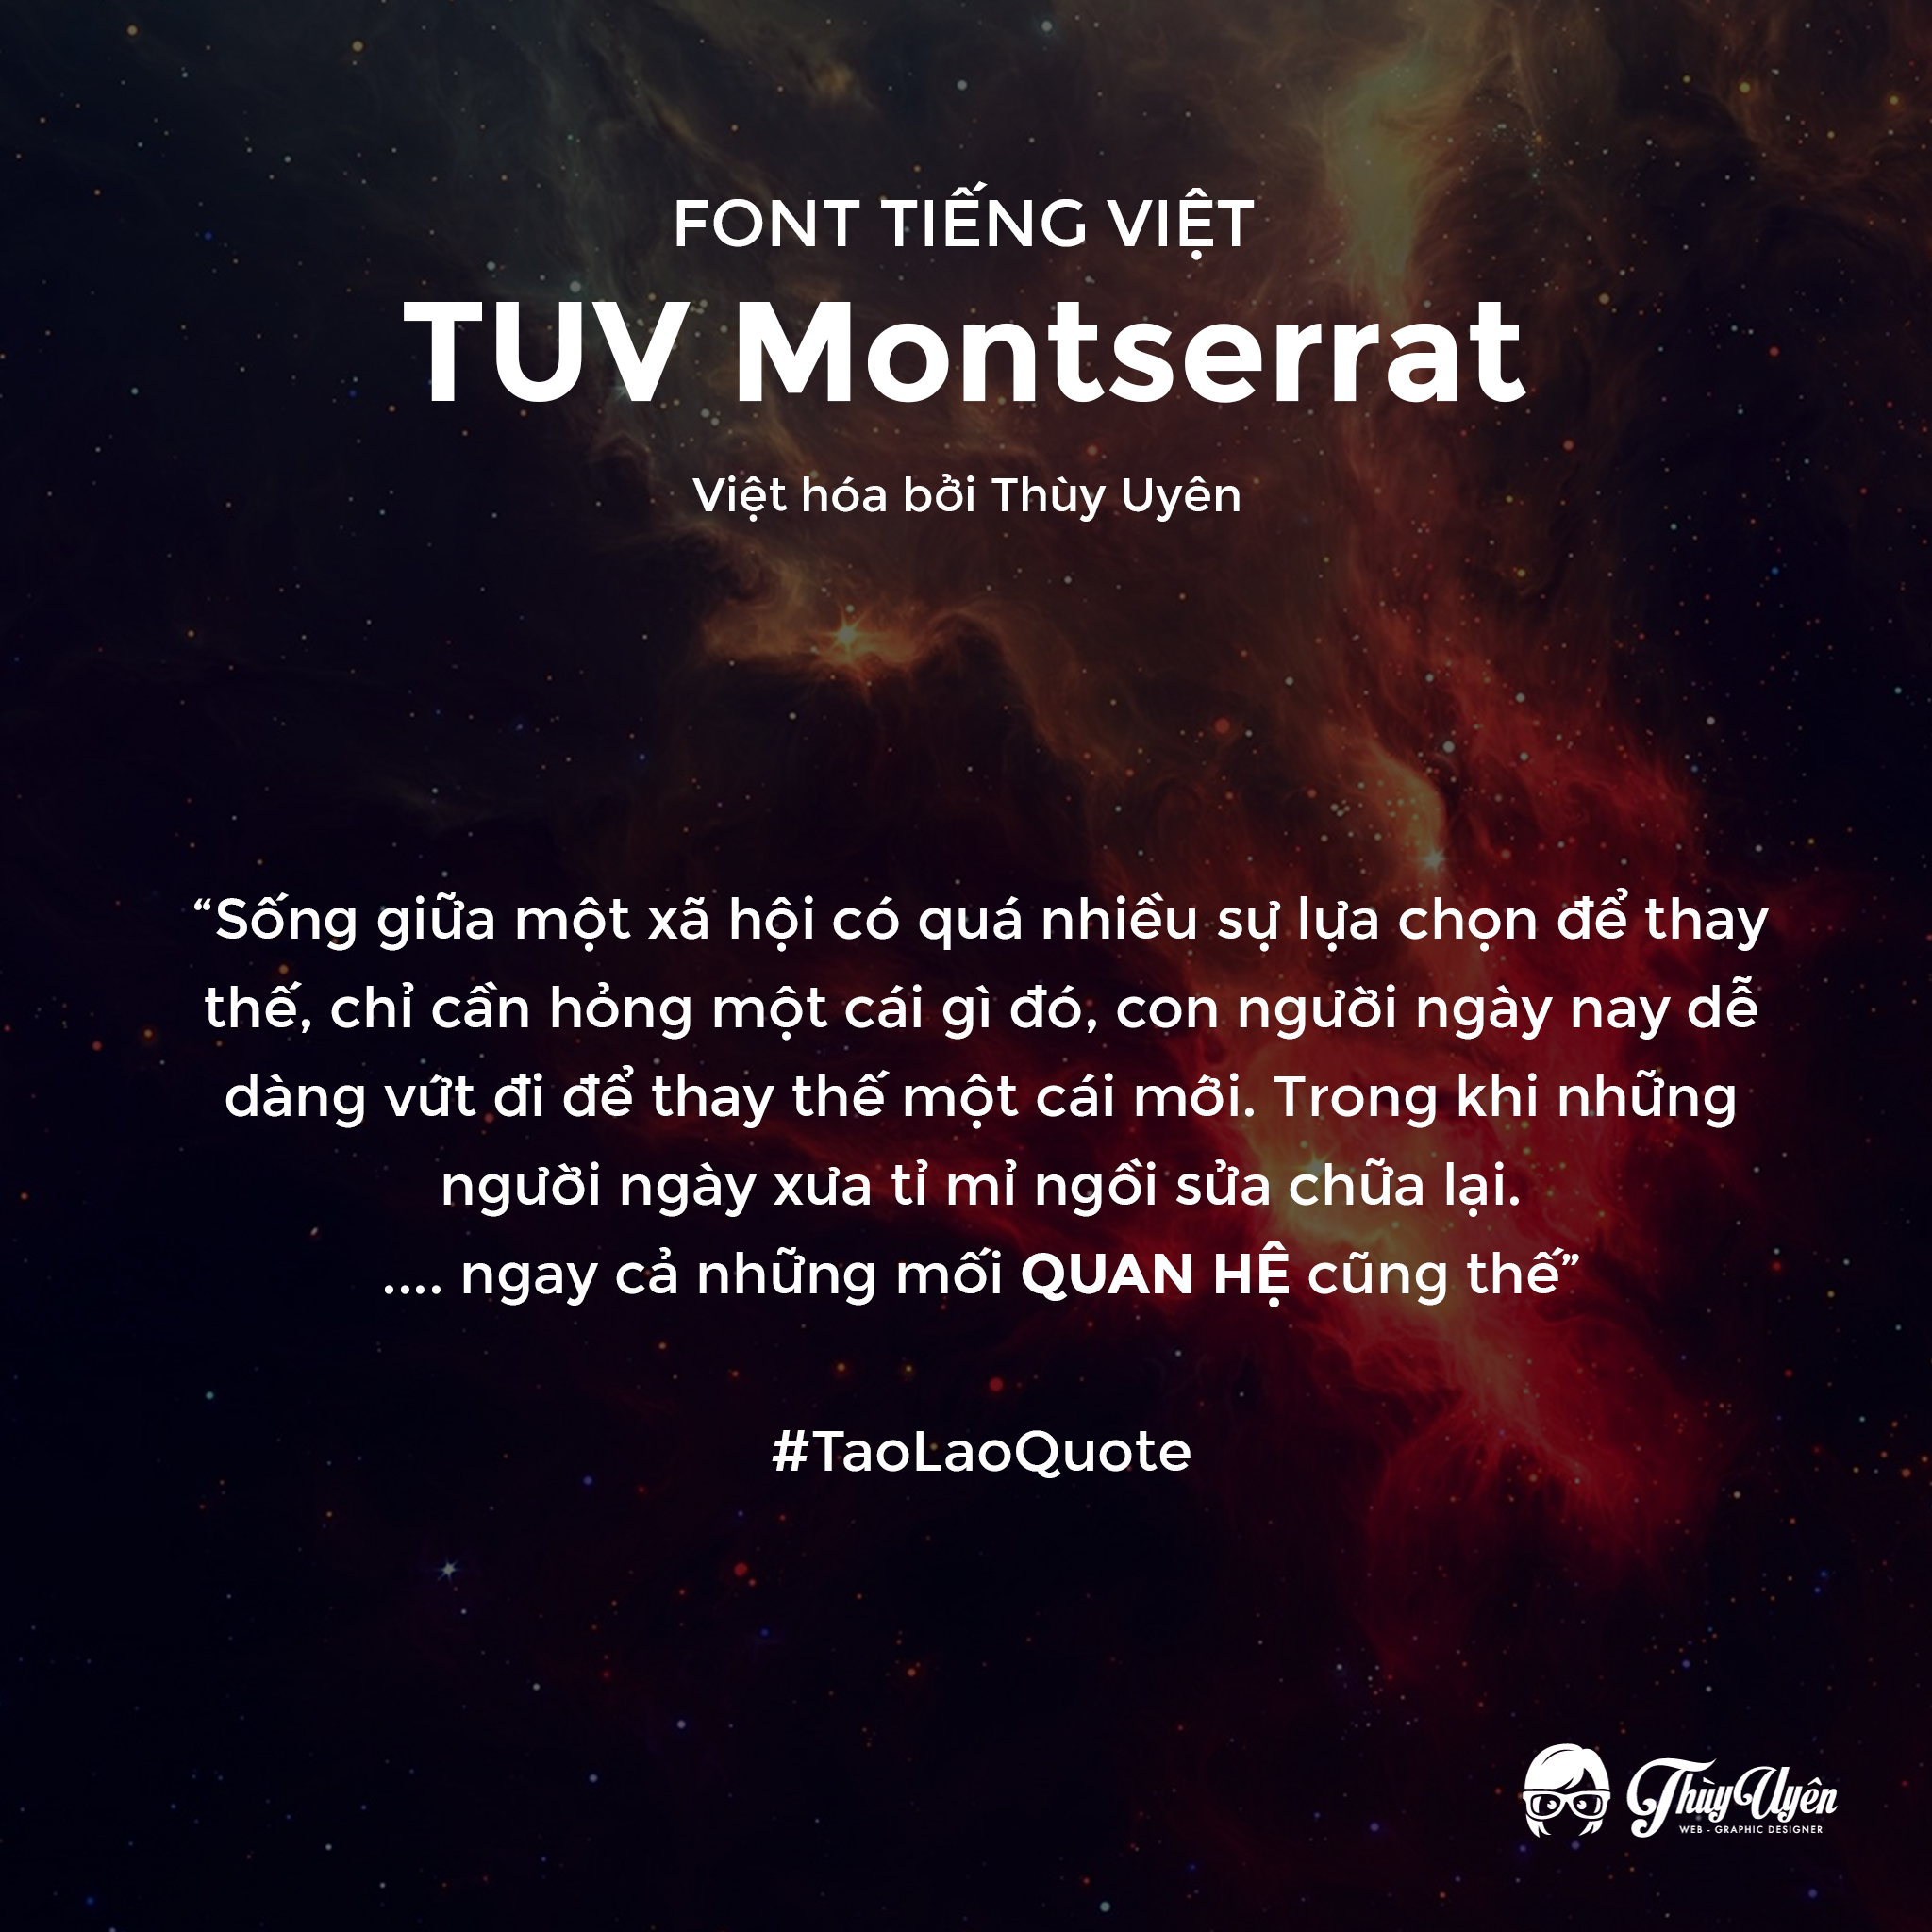 FONT TIẾNG VIỆT
TUV Montserrat
Việt hóa bởi Thùy Uyên
“Sống giữa một xã hội có quá nhiều sự lựa chọn để thay
thế, chỉ cần hỏng một cái gì đó, con người ngày nay dễ
dàng vứt đi để thay thế một cái mới. Trong khi những
người ngày xưa tỉ mỉ ngồi sửa chữa lại.
.... ngay cả những mối QUAN HỆ cũng thế”
#TaoLaoQuote
Thùy Uyên
WEB - GRAPHIC DESIGNER